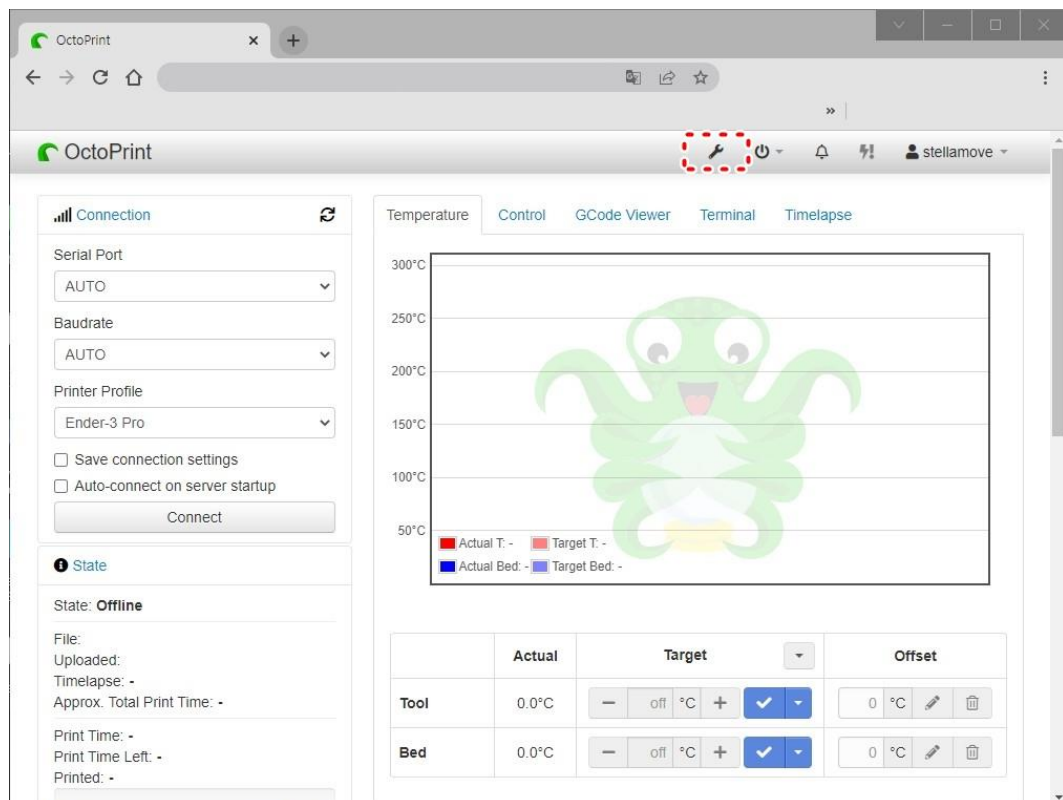 OctoPrint
OctoPrint
stellamove
Connection
Serial Port
AUTO
Baudrate
AUTO
Printer Profile
Ender-3 Pro
Save connection settings
Auto-connect on server startup
Connect
State
State: Offline
File:
Uploaded:
Timelapse: -
Approx. Total Print Time: -
Print Time: -
Print Time Left: -
Printed: -
Temperature Control GCode Viewer Terminal Timelapse
300°C
250°C
200°C
150°C
100°C
50°C
Actual T: - Target T: -
Actual Bed: - Target Bed: -
Actual Target Offset
Tool 0.0°C off °C 0 °C
Bed 0.0°C off °C 0 °C